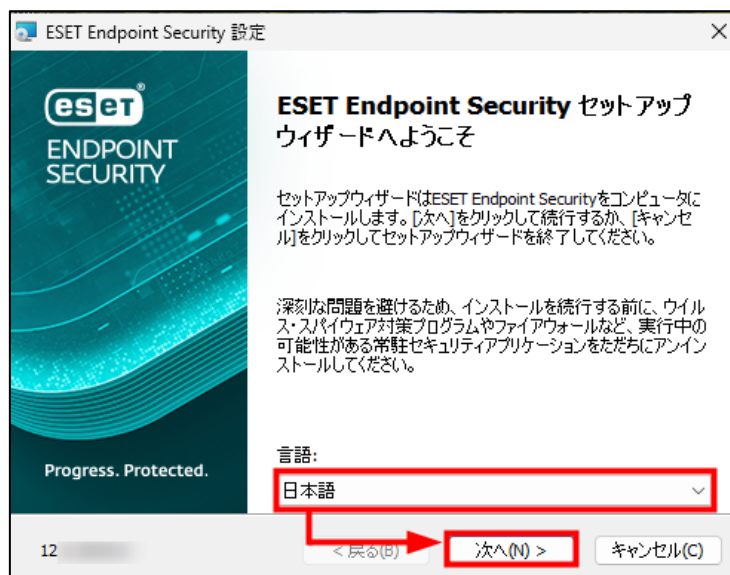 ESET Endpoint Security 設定
eset
ENDPOINT
SECURITY
ESET Endpoint Security セットアップ
ウィザードへようこそ
セットアップウィザードはESET Endpoint Securityをコンピュータに
インストールします。[次へ]をクリックして続行するか、[キャンセ
ル]をクリックしてセットアップウィザードを終了してください。
深刻な問題を避けるため、インストールを続行する前に、ウイル
ス・スパイウェア対策プログラムやファイアウォールなど、実行中の
可能性がある常駐セキュリティアプリケーションをただちにアンイン
ストールしてください。
言語:
Progress. Protected.
日本語
12
< 戻る(B)
次へ(N) >
キャンセル(C)